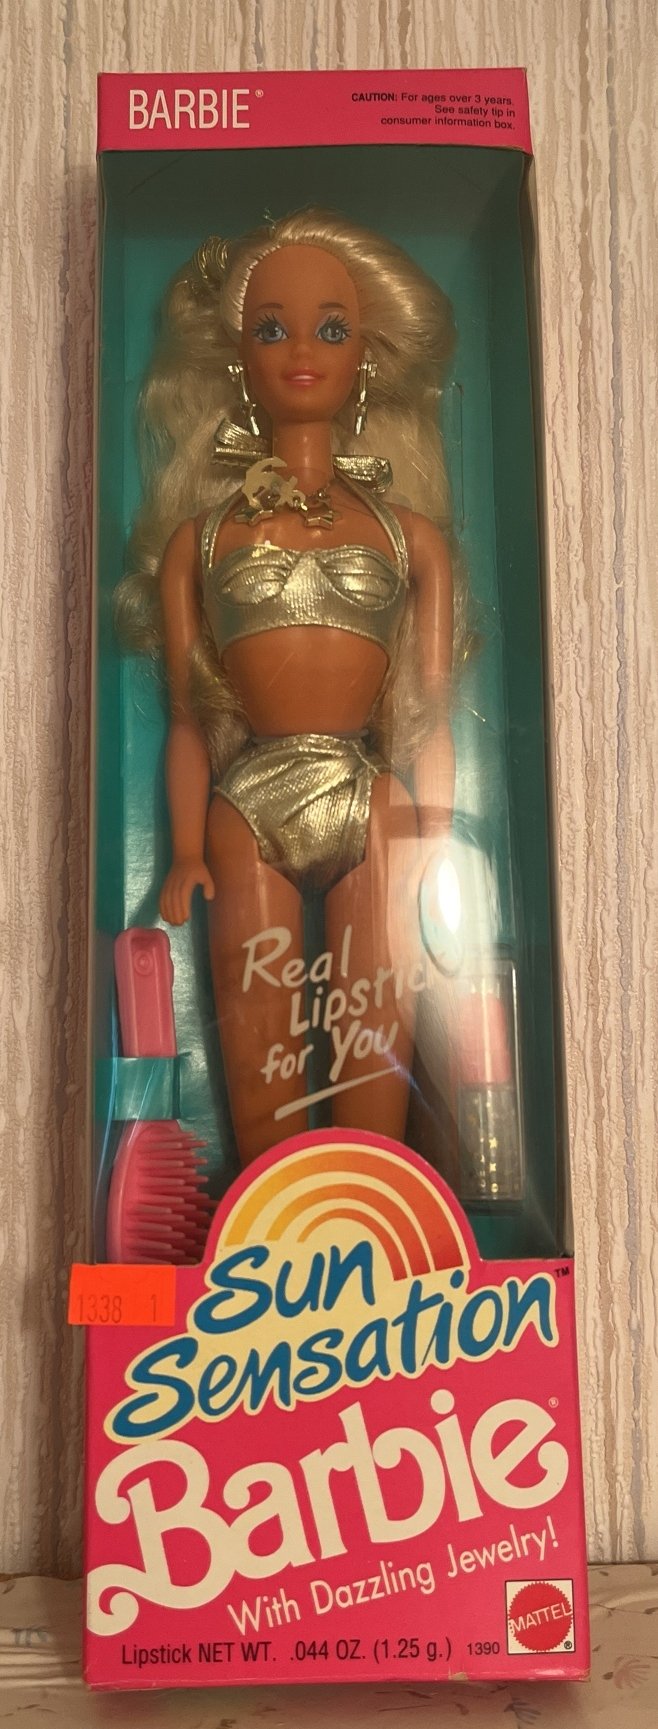 BARBIE®
CAUTION: For ages over 3 years.
See safety tip in
consumer information box.
Real
Lipstick
for You
Sun
Sensation™
Barbie®
With Dazzling Jewelry!
1338 1
Lipstick NET WT. .044 OZ. (1.25 g.) 1390
MATTEL®